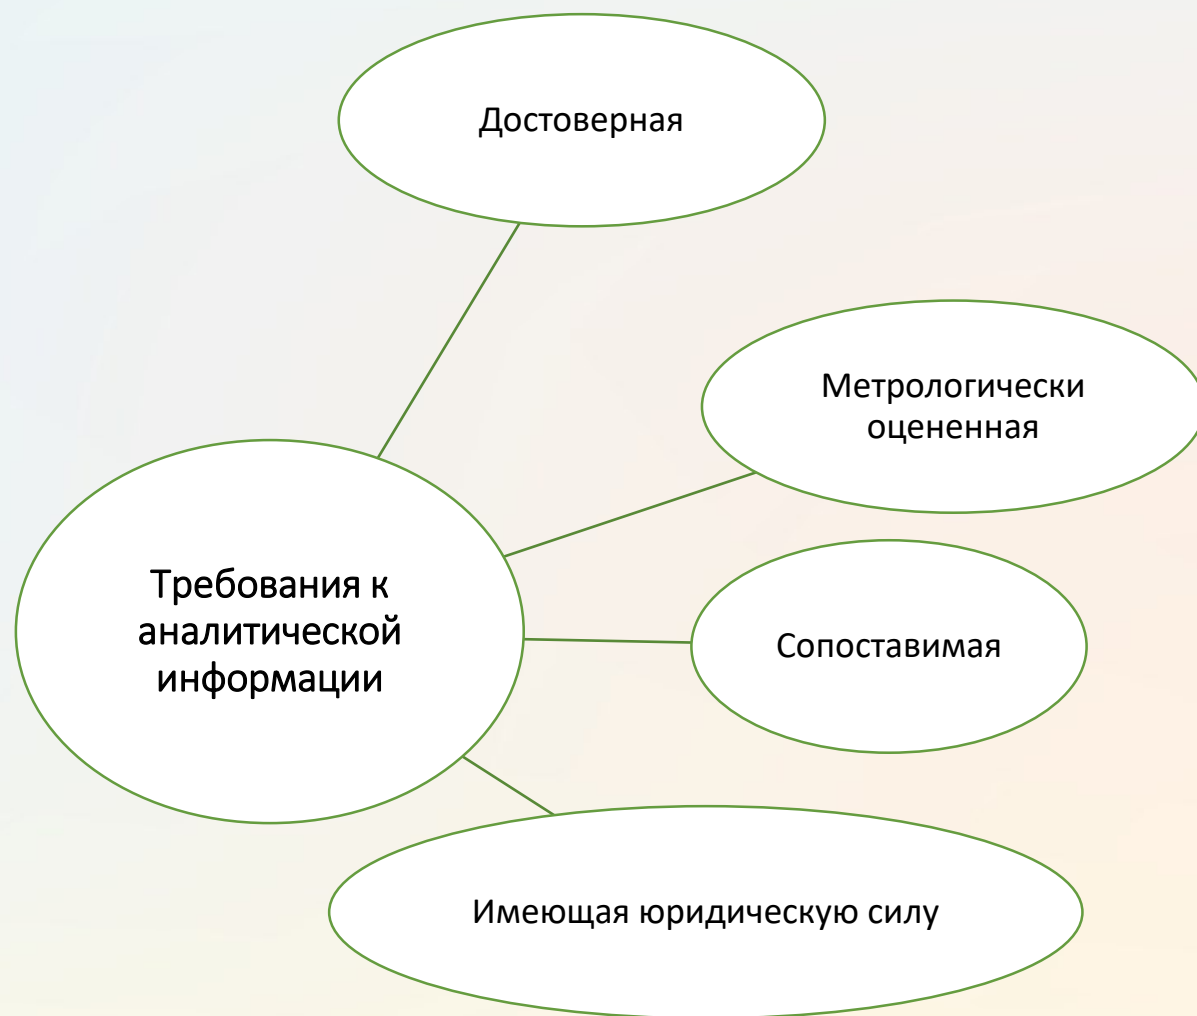 Достоверная
Метрологически
оцененная
Требования к
аналитической
информации
Сопоставимая
Имеющая юридическую силу